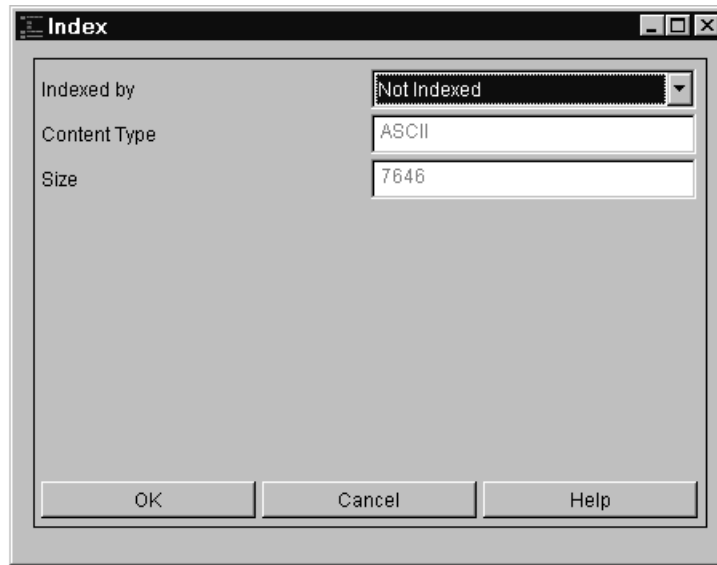 Index
Indexed by Not Indexed
Content Type ASCII
Size 7646
OK Cancel Help